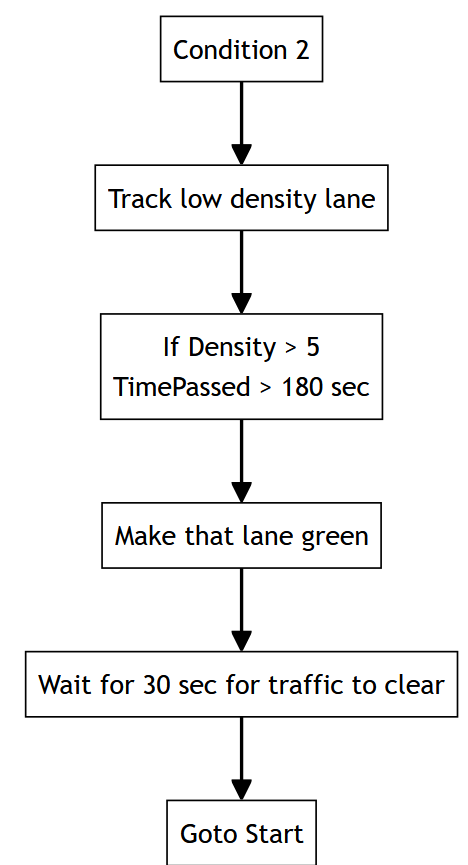 Condition 2
Track low density lane
If Density > 5
TimePassed > 180 sec
Make that lane green
Wait for 30 sec for traffic to clear
Goto Start